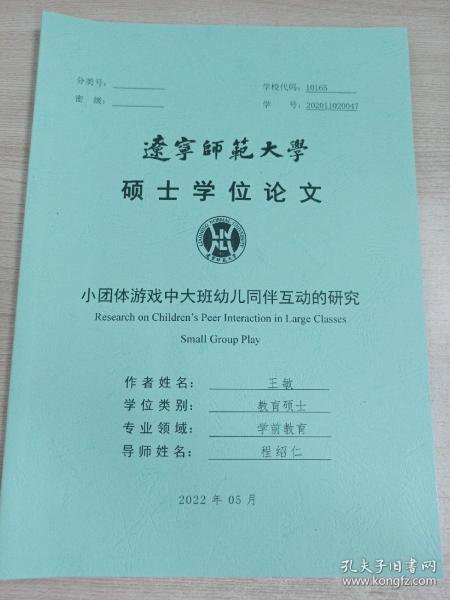 分类号：
学校代码：10165
密 级：
学 号：202011020047
遼寧師範大學
硕士学位论文
LIAONING NORMAL UNIVERSITY
小团体游戏中大班幼儿同伴互动的研究
Research on Children's Peer Interaction in Large Classes
Small Group Play
作者姓名： 王敏
学位类别： 教育硕士
专业领域： 学前教育
导师姓名： 程绍仁
2022 年 05 月
孔夫子旧书网
www.kongfz.com